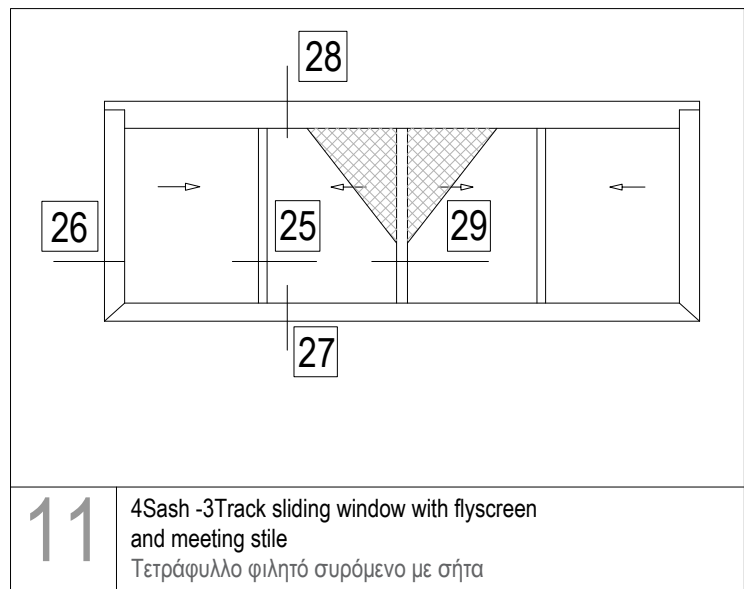 28
26
25
29
27
11
4Sash -3Track sliding window with flyscreen
and meeting stile
Τετράφυλλο φιλητό συρόμενο με σήτα